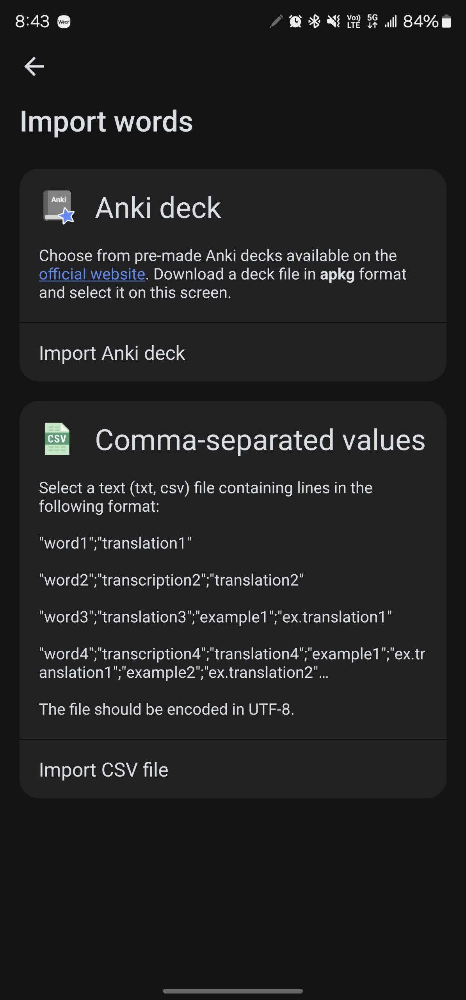 8:43 Wear Vo)) LTE 5G 84%
Import words
Anki
Anki deck
Choose from pre-made Anki decks available on the
official website. Download a deck file in apkg format
and select it on this screen.
Import Anki deck
CSV
Comma-separated values
Select a text (txt, csv) file containing lines in the
following format:
"word1";"translation1"
"word2";"transcription2";"translation2"
"word3";"translation3";"example1";"ex.translation1"
"word4";"transcription4";"translation4";"example1";"ex.tr
anslation1";"example2";"ex.translation2"...
The file should be encoded in UTF-8.
Import CSV file